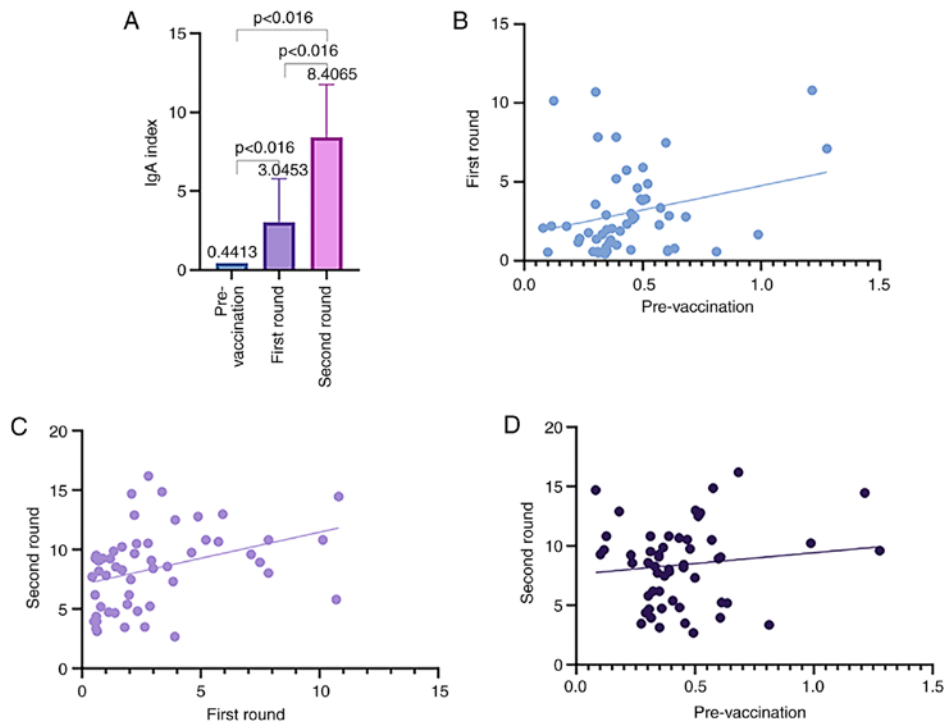 A
p<0.016
p<0.016
8.4065
p<0.016
3.0453
0.4413
15
10
5
0
IgA index
Pre-
vaccination
First round
Second round
B
15
10
5
0
First round
0.0
0.5
1.0
1.5
Pre-vaccination
C
20
15
10
5
0
Second round
0
5
10
15
First round
D
20
15
10
5
0
Second round
0.0
0.5
1.0
1.5
Pre-vaccination